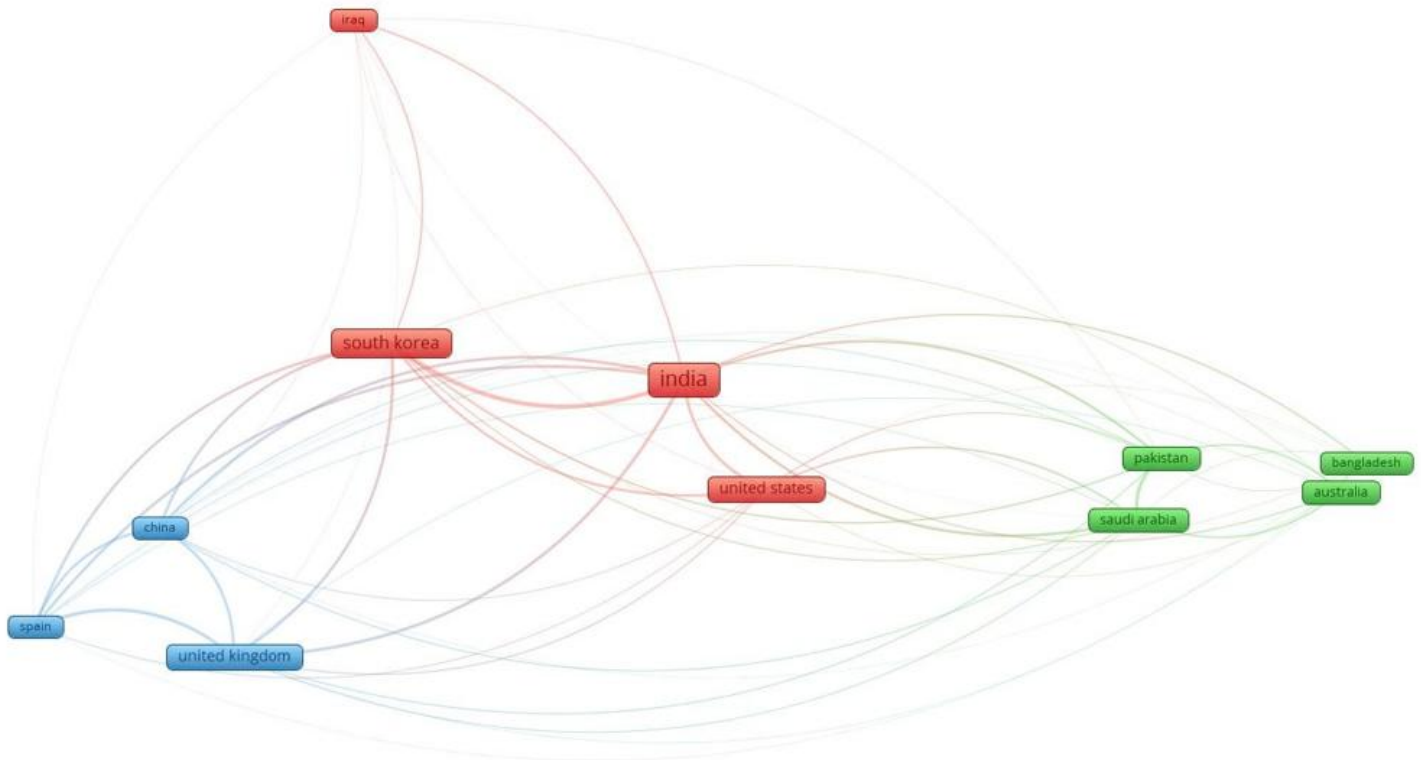 iraq
south korea
india
pakistan
bangladesh
united states
australia
saudi arabia
china
spain
united kingdom